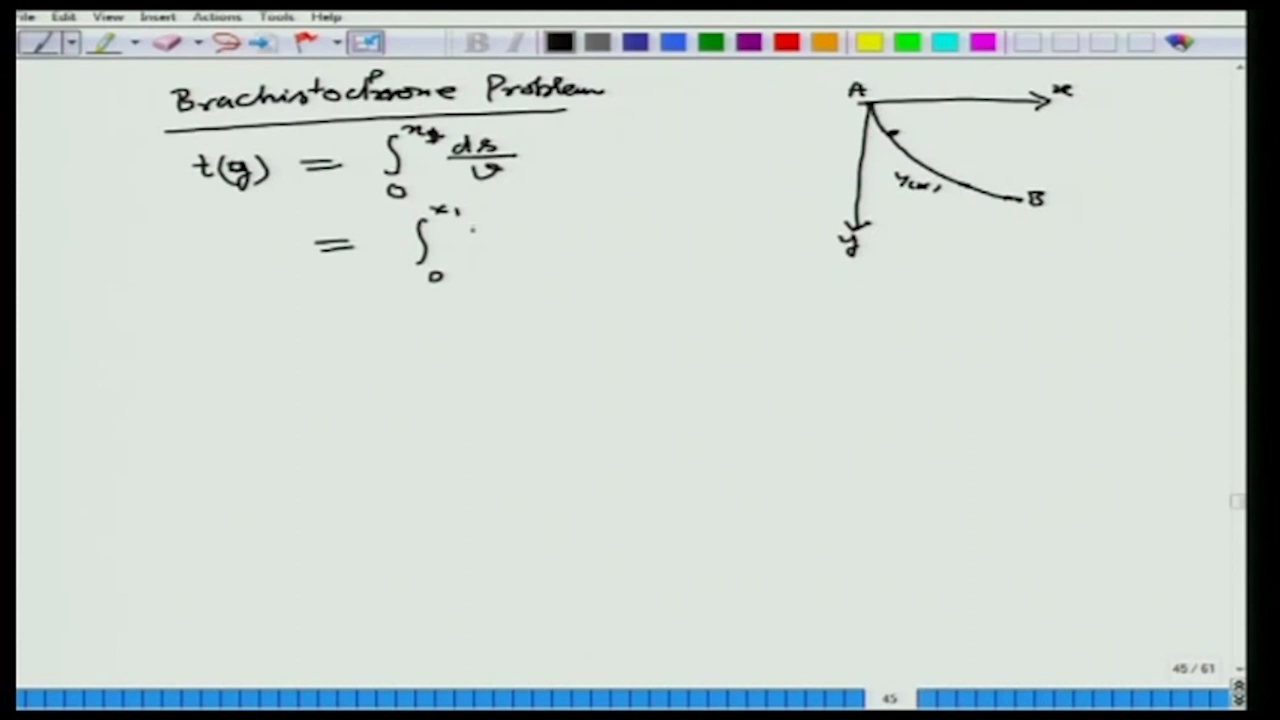 File Edit View Insert Actions Tools Help
B I
Brachistochrone Problem
t(y) = ∫₀^{x₁} ds/v
= ∫₀^{x₁}
A x
y(x)
B
y
45 / 61
45